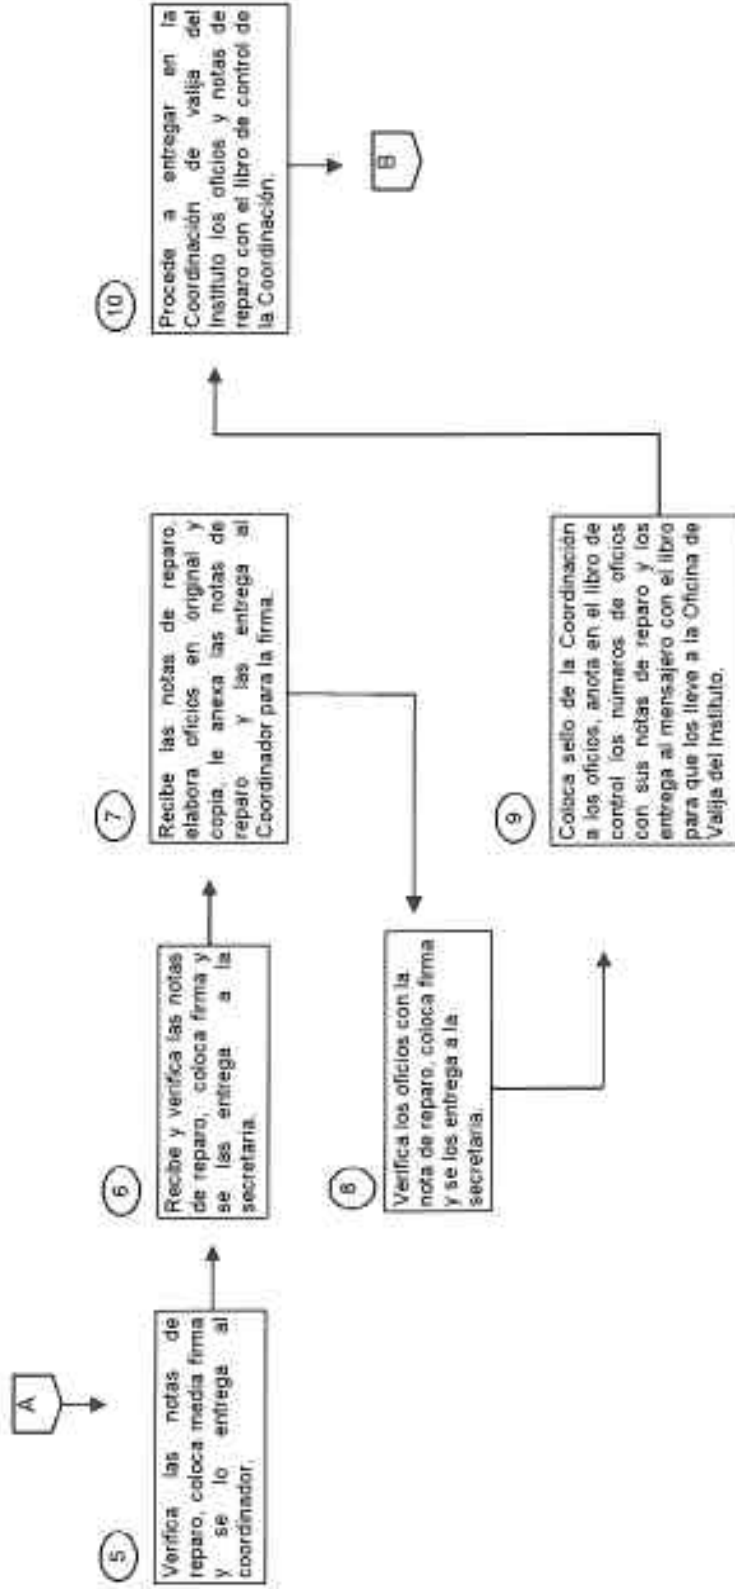 A
5
Verifica las notas de
reparo, coloca media firma
y se lo entrega al
coordinador.
6
Recibe y verifica las notas
de reparo, coloca firma y
se las entrega a la
secretaria.
7
Recibe las notas de reparo,
elabora oficios en original y
copia, le anexa las notas de
reparo y las entrega al
Coordinador para la firma.
8
Verifica los oficios con la
nota de reparo, coloca firma
y se los entrega a la
secretaria.
9
Coloca sello de la Coordinación
a los oficios, anota en el libro de
control los números de oficios
con sus notas de reparo y los
entrega al mensajero con el libro
para que los lleve a la Oficina de
Valija del Instituto.
10
Procede a entregar en la
Coordinación de valija del
Instituto los oficios y notas de
reparo con el libro de control de
la Coordinación.
B